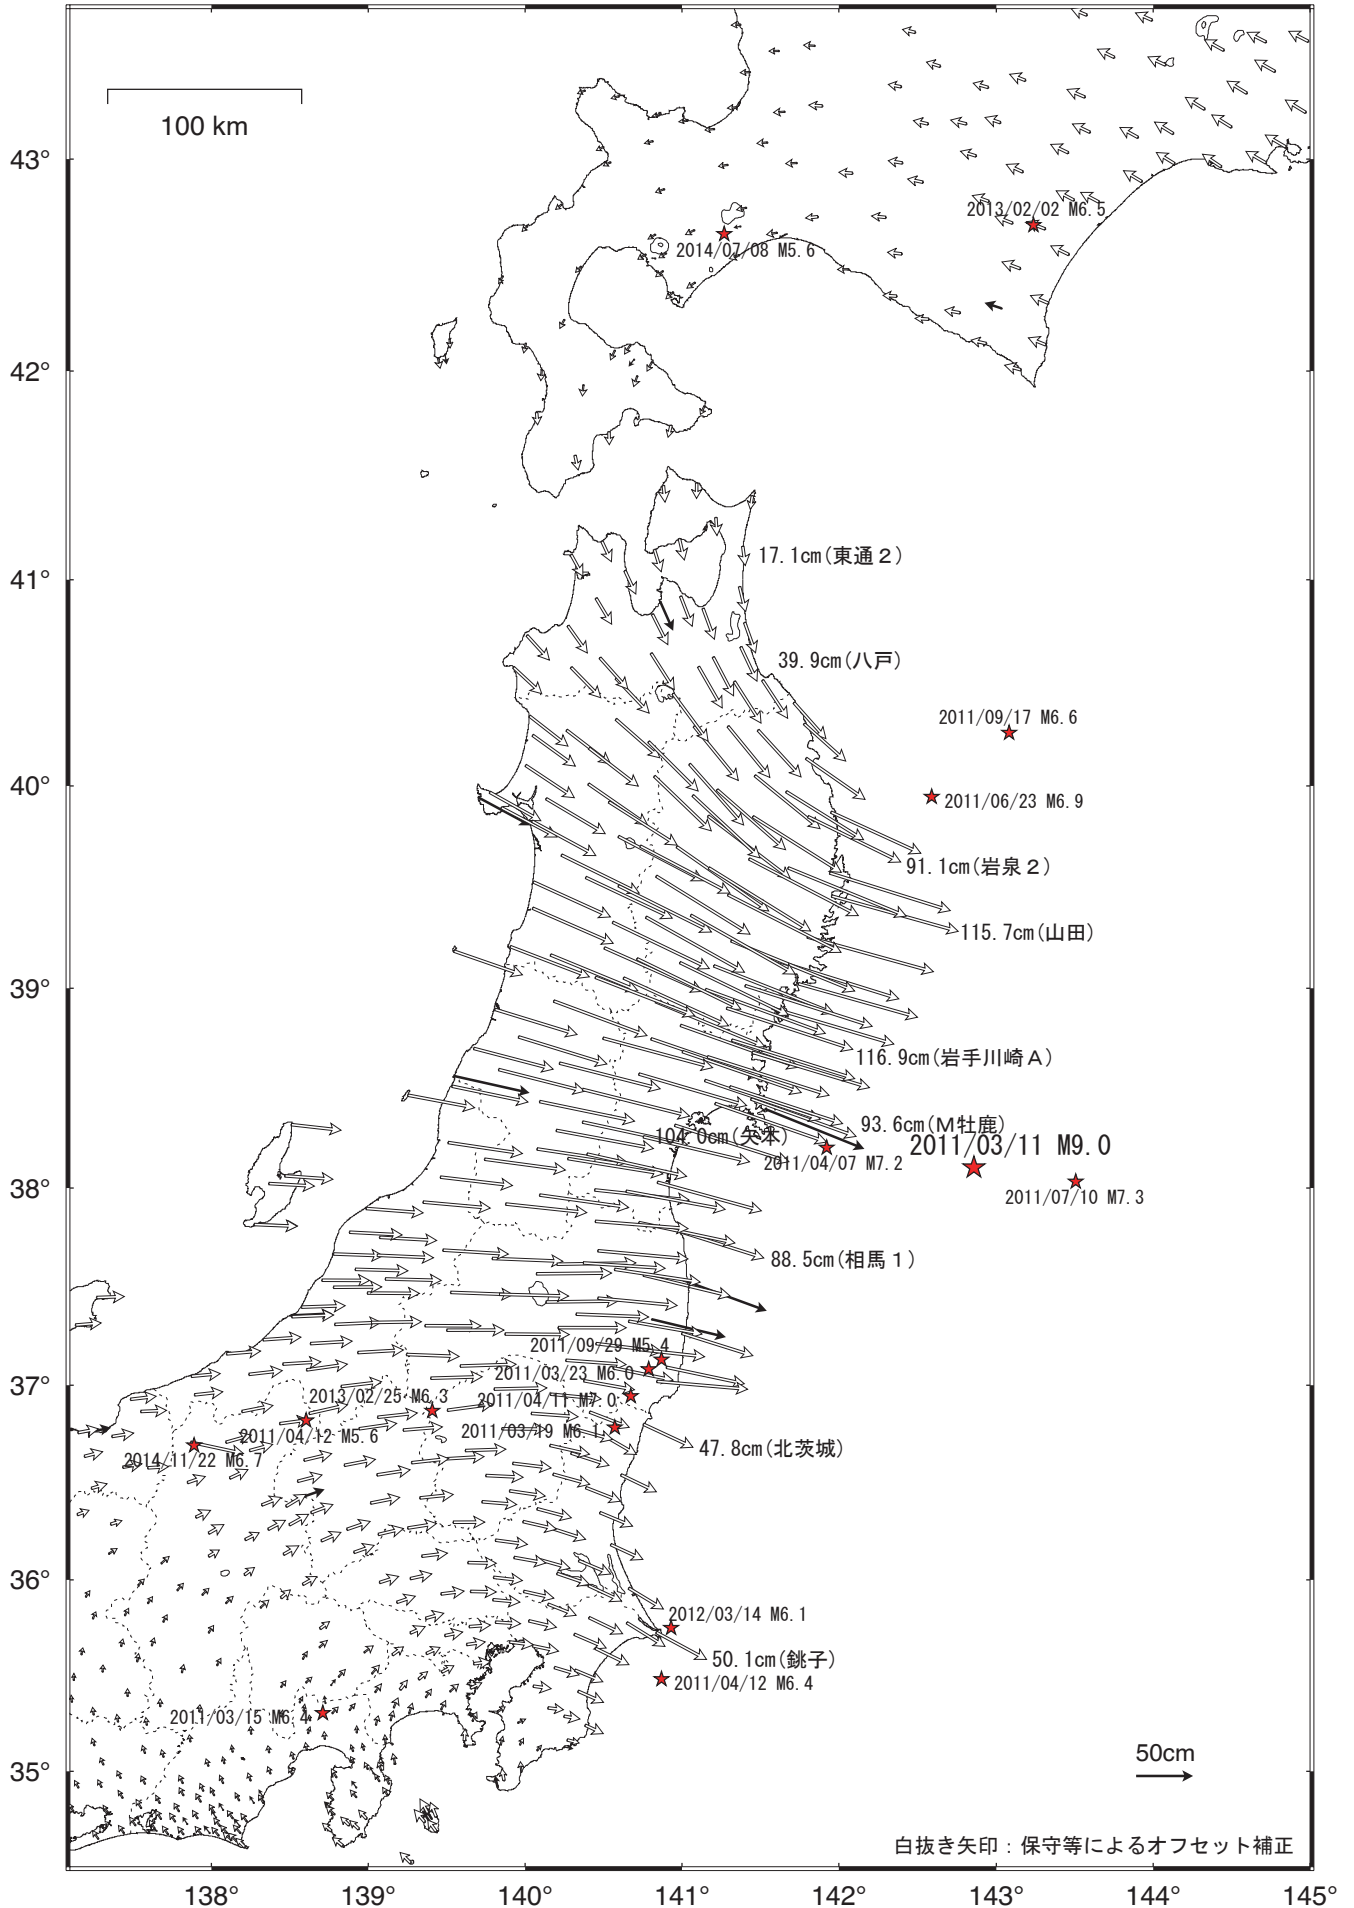 100 km
43°
2013/02/02 M6.5
2014/07/08 M5.6
42°
17.1cm(東通2)
41°
39.9cm(八戸)
2011/09/17 M6.6
40°
2011/06/23 M6.9
91.1cm(岩泉2)
115.7cm(山田)
39°
116.9cm(岩手川崎A)
93.6cm(M牡鹿)
104.0cm(矢本)
2011/03/11 M9.0
2011/04/07 M7.2
38°
2011/07/10 M7.3
88.5cm(相馬1)
2011/09/29 M5.4
2011/03/23 M6.0
37°
2013/02/25 M6.3
2011/04/11 M7.0
2011/03/19 M6.1
2011/04/12 M5.6
47.8cm(北茨城)
2014/11/22 M6.7
36°
2012/03/14 M6.1
50.1cm(銚子)
2011/04/12 M6.4
2011/03/15 M6.4
35°
50cm
白抜き矢印：保守等によるオフセット補正
138° 139° 140° 141° 142° 143° 144° 145°